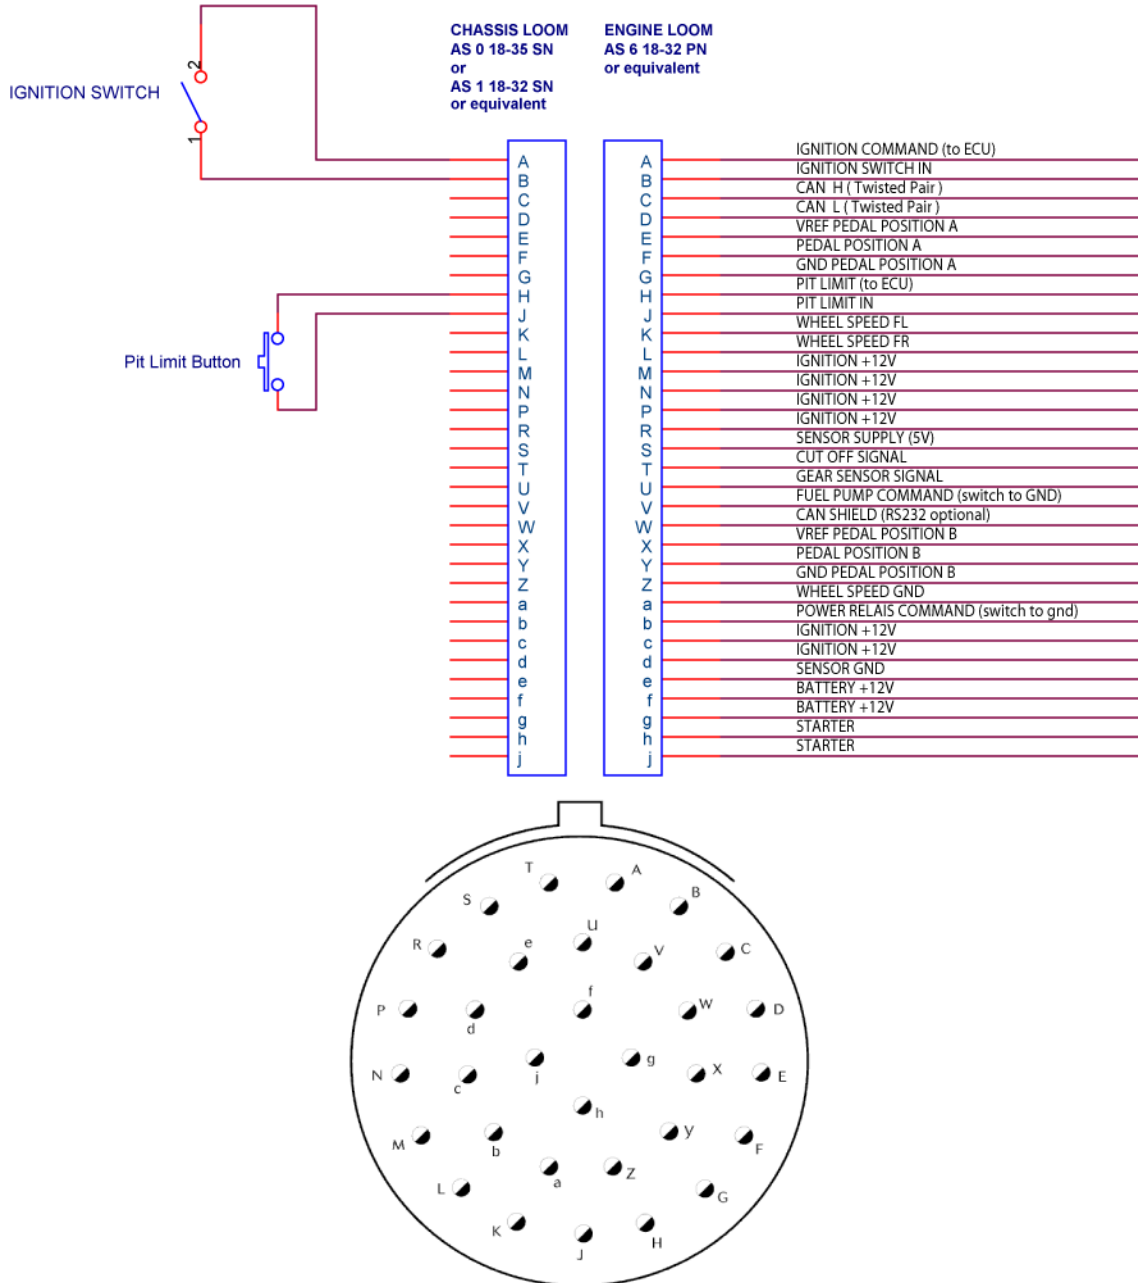 CHASSIS LOOM
AS 0 18-35 SN
or
AS 1 18-32 SN
or equivalent
ENGINE LOOM
AS 6 18-32 PN
or equivalent
2
IGNITION SWITCH
1
A A IGNITION COMMAND (to ECU)
B B IGNITION SWITCH IN
C C CAN H ( Twisted Pair )
D D CAN L ( Twisted Pair )
E E VREF PEDAL POSITION A
F F PEDAL POSITION A
G G GND PEDAL POSITION A
H H PIT LIMIT (to ECU)
J J PIT LIMIT IN
K K WHEEL SPEED FL
Pit Limit Button
L L WHEEL SPEED FR
M M IGNITION +12V
N N IGNITION +12V
P P IGNITION +12V
R R IGNITION +12V
S S SENSOR SUPPLY (5V)
T T CUT OFF SIGNAL
U U GEAR SENSOR SIGNAL
V V FUEL PUMP COMMAND (switch to GND)
W W CAN SHIELD (RS232 optional)
X X VREF PEDAL POSITION B
Y Y PEDAL POSITION B
Z Z GND PEDAL POSITION B
a a WHEEL SPEED GND
b b POWER RELAIS COMMAND (switch to gnd)
c c IGNITION +12V
d d IGNITION +12V
e e SENSOR GND
f f BATTERY +12V
g g BATTERY +12V
h h STARTER
j j STARTER
T A
S B
U
R e V C
f
P d W D
N c j g X E
h
M b y F
L a Z G
K J H